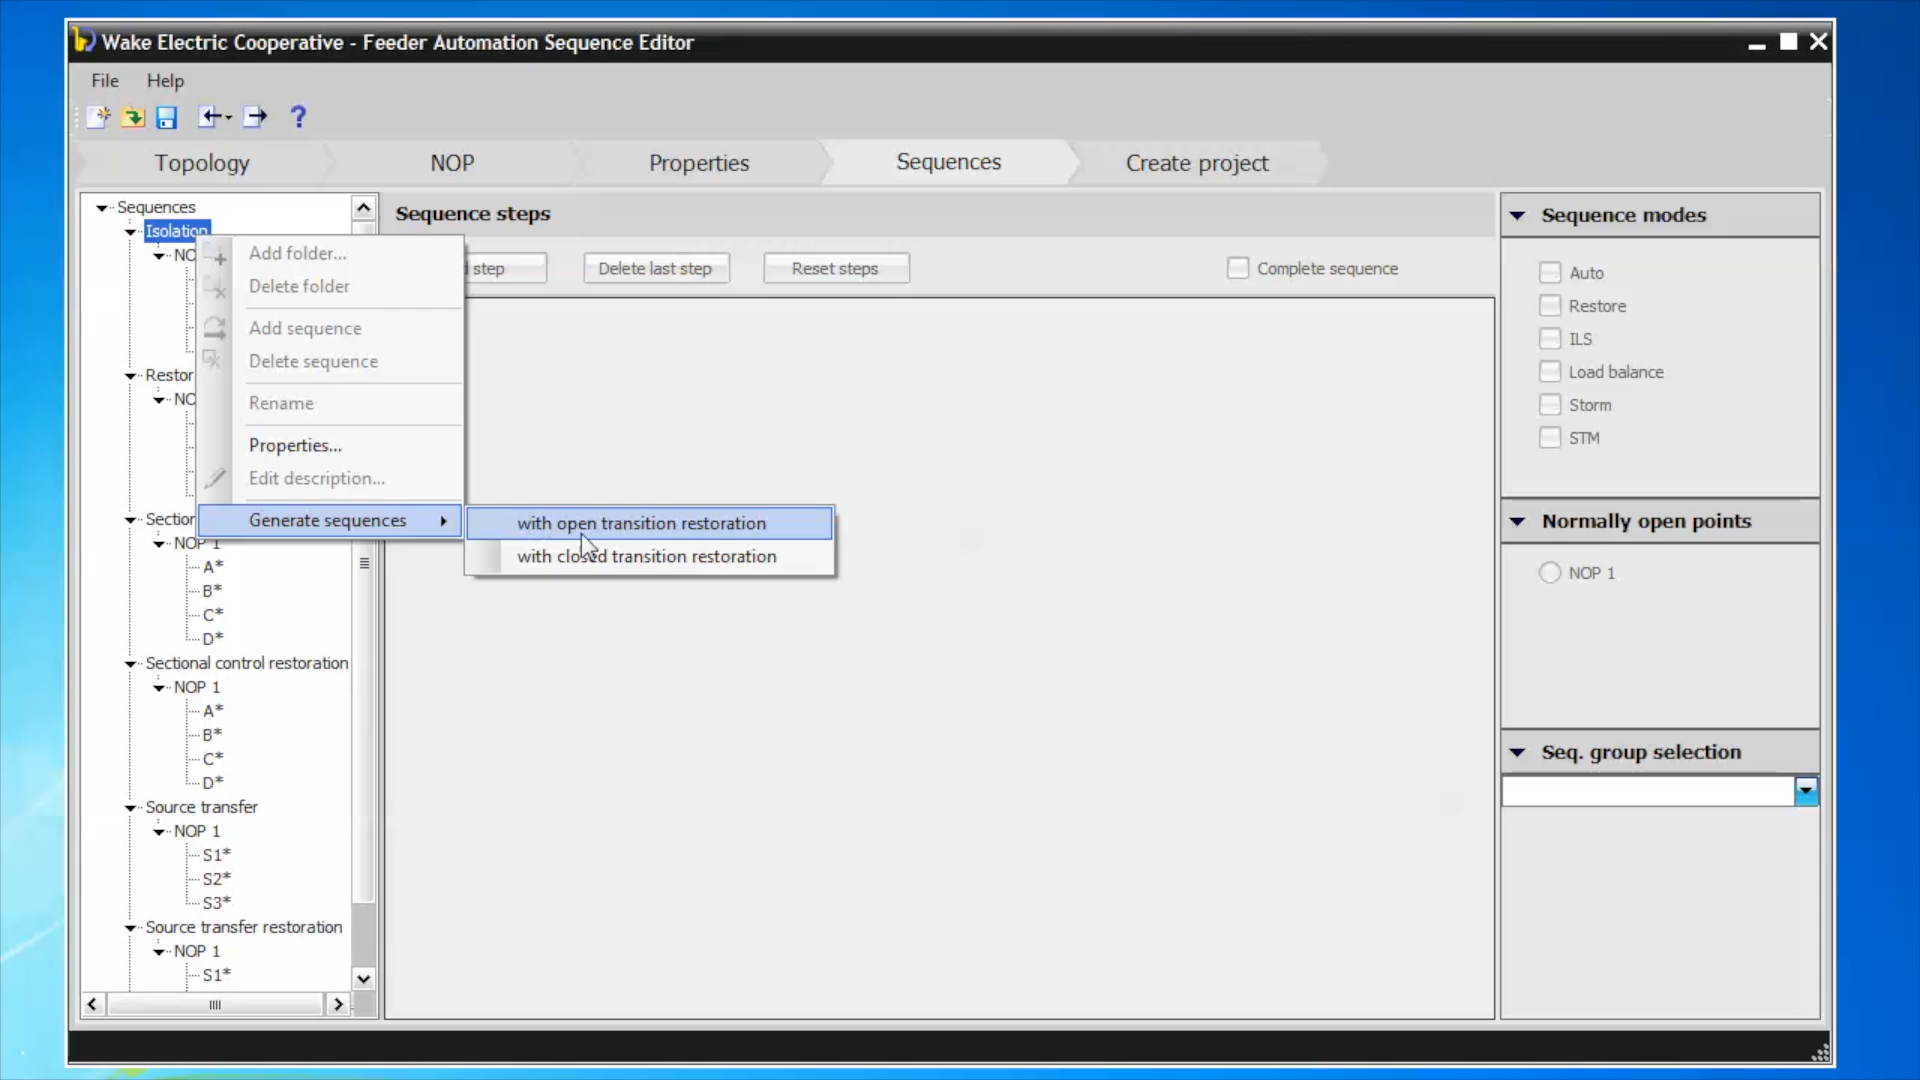 Wake Electric Cooperative - Feeder Automation Sequence Editor
File Help
?
Topology NOP Properties Sequences Create project
Sequences
Isolation
NO
Restor
NO
Section
NOP 1
A*
B*
C*
D*
Sectional control restoration
NOP 1
A*
B*
C*
D*
Source transfer
NOP 1
S1*
S2*
S3*
Source transfer restoration
NOP 1
S1*
Add folder...
Delete folder
Add sequence
Delete sequence
Rename
Properties...
Edit description...
Generate sequences
with open transition restoration
with closed transition restoration
Sequence steps
step Delete last step Reset steps Complete sequence
Sequence modes
Auto
Restore
ILS
Load balance
Storm
STM
Normally open points
NOP 1
Seq. group selection